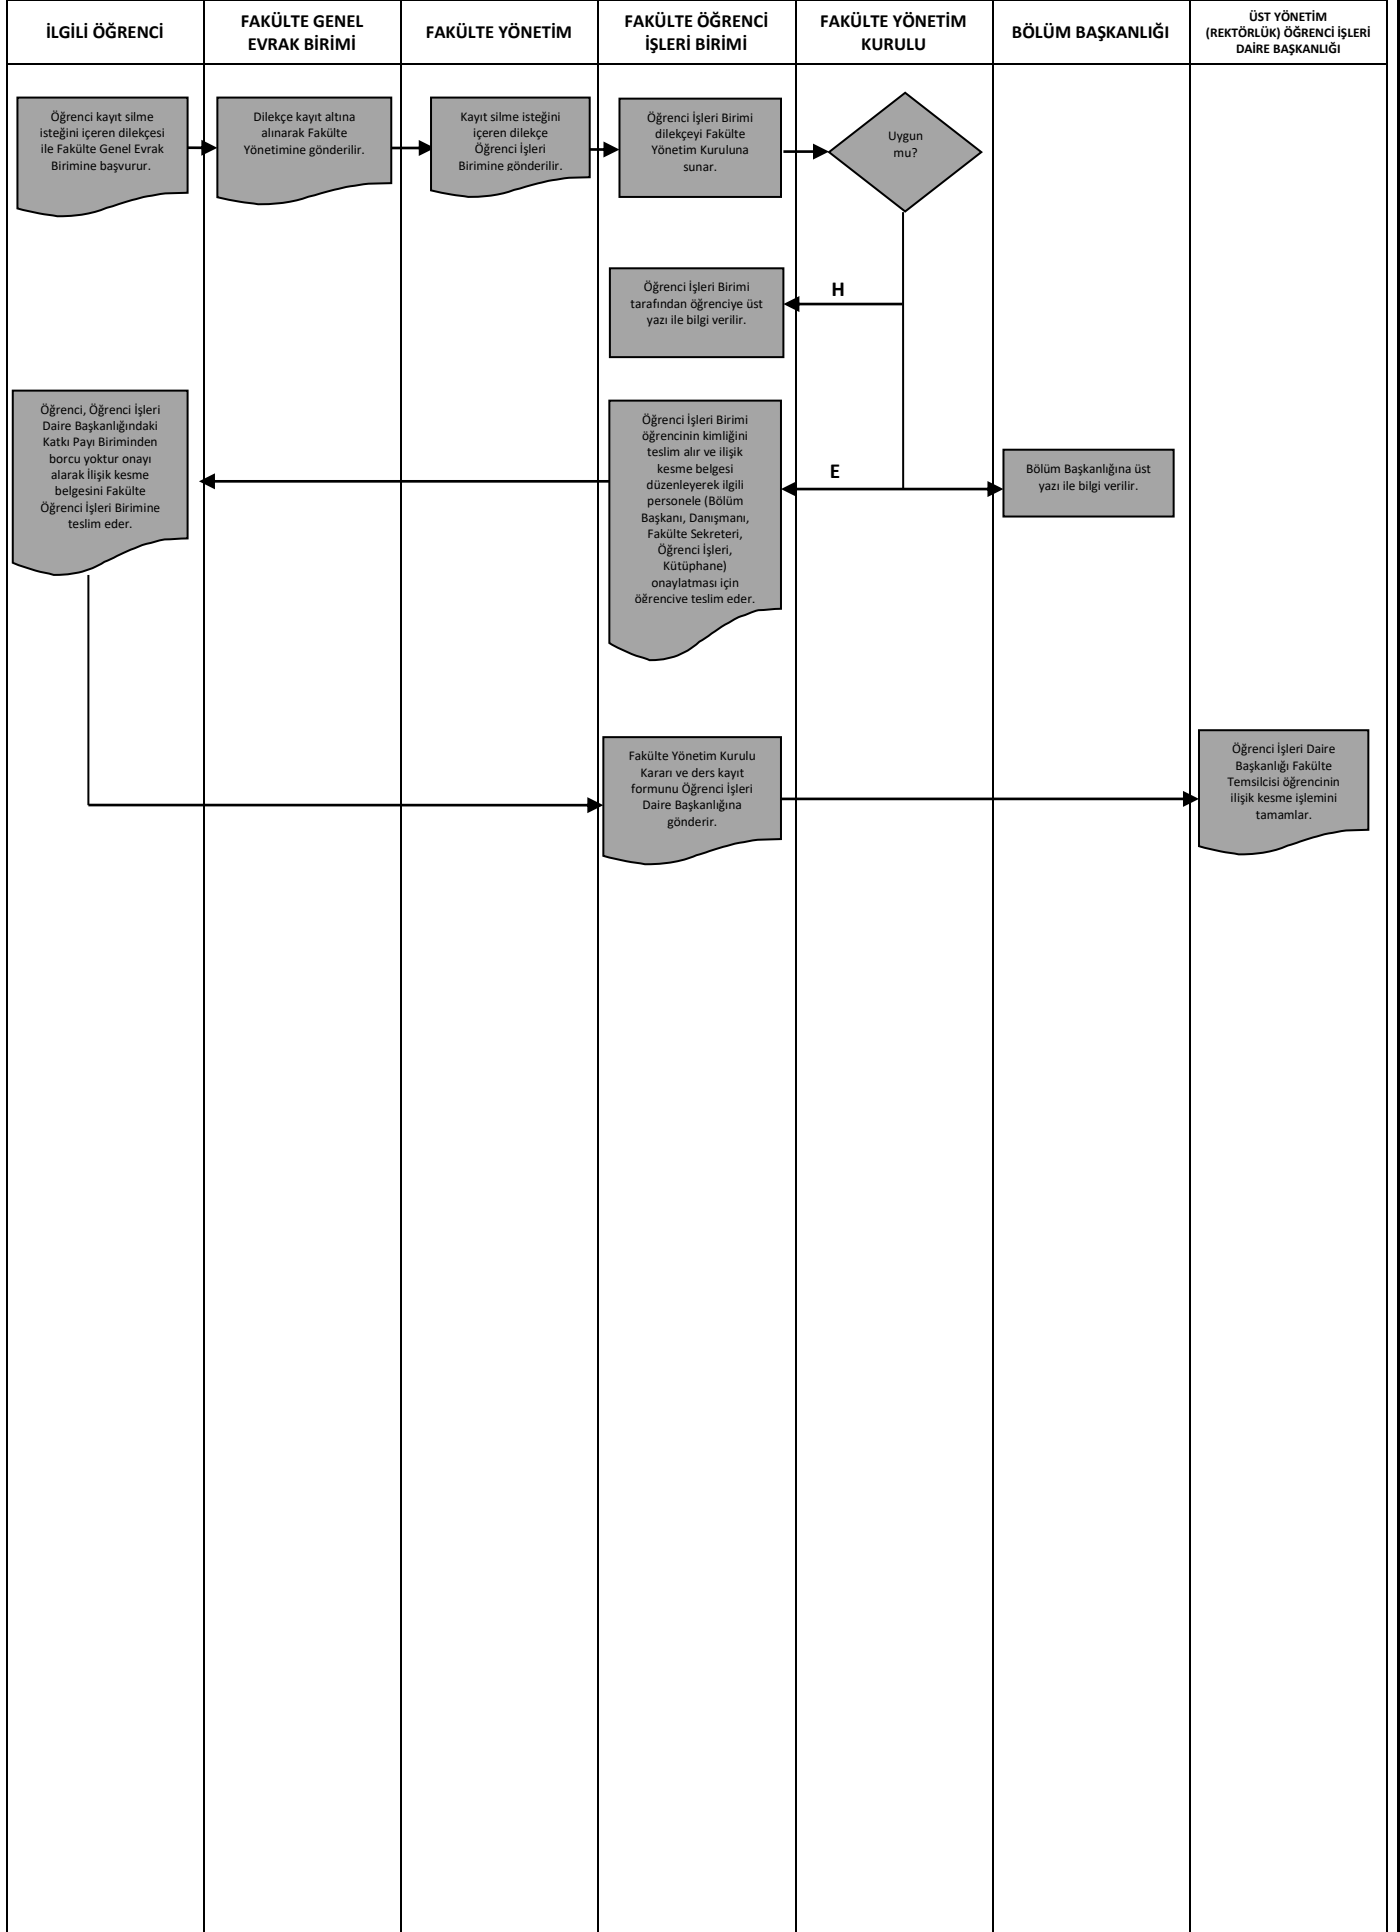 İLGİLİ ÖĞRENCİ
FAKÜLTE GENEL
EVRAK BİRİMİ
FAKÜLTE YÖNETİM
FAKÜLTE ÖĞRENCİ
İŞLERİ BİRİMİ
FAKÜLTE YÖNETİM
KURULU
BÖLÜM BAŞKANLIĞI
ÜST YÖNETİM
(REKTÖRLÜK) ÖĞRENCİ İŞLERİ
DAİRE BAŞKANLIĞI
Öğrenci kayıt silme
isteğini içeren dilekçesi
ile Fakülte Genel Evrak
Birimine başvurur.
Dilekçe kayıt altına
alınarak Fakülte
Yönetimine gönderilir.
Kayıt silme isteğini
içeren dilekçe
Öğrenci İşleri
Birimine gönderilir.
Öğrenci İşleri Birimi
dilekçeyi Fakülte
Yönetim Kuruluna
sunar.
Uygun
mu?
Öğrenci İşleri Birimi
tarafından öğrenciye üst
yazı ile bilgi verilir.
H
Öğrenci, Öğrenci İşleri
Daire Başkanlığındaki
Katkı Payı Biriminden
borcu yoktur onayı
alarak İlişik kesme
belgesini Fakülte
Öğrenci İşleri Birimine
teslim eder.
Öğrenci İşleri Birimi
öğrencinin kimliğini
teslim alır ve ilişik
kesme belgesi
düzenleyerek ilgili
personele (Bölüm
Başkanı, Danışmanı,
Fakülte Sekreteri,
Öğrenci İşleri,
Kütüphane)
onaylatması için
öğrenciye teslim eder.
E
Bölüm Başkanlığına üst
yazı ile bilgi verilir.
Fakülte Yönetim Kurulu
Kararı ve ders kayıt
formunu Öğrenci İşleri
Daire Başkanlığına
gönderir.
Öğrenci İşleri Daire
Başkanlığı Fakülte
Temsilcisi öğrencinin
ilişik kesme işlemini
tamamlar.